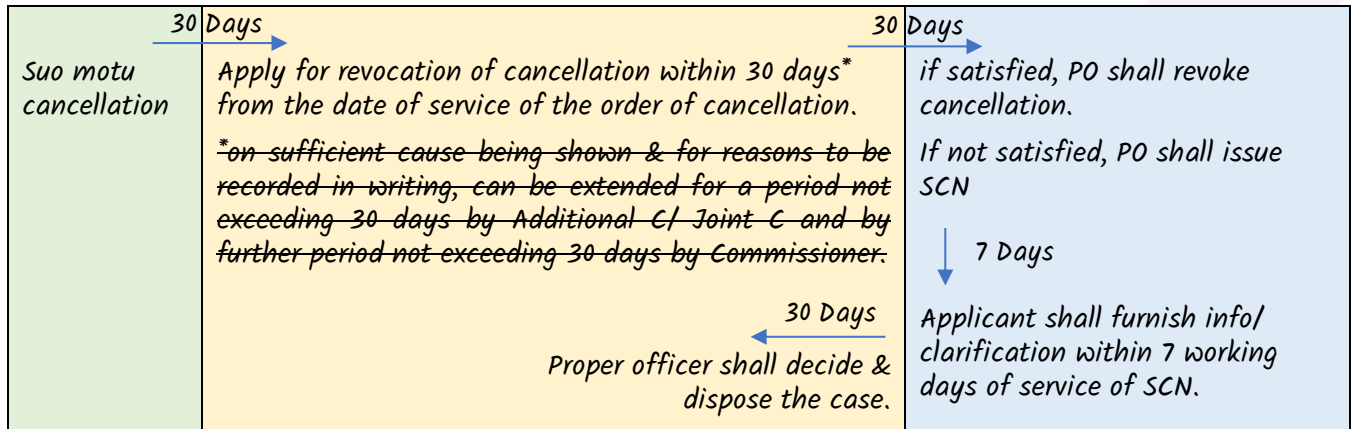 30 Days
30 Days
Suo motu
cancellation
Apply for revocation of cancellation within 30 days*
from the date of service of the order of cancellation.
*on sufficient cause being shown & for reasons to be
recorded in writing, can be extended for a period not
exceeding 30 days by Additional C/ Joint C and by
further period not exceeding 30 days by Commissioner.
if satisfied, PO shall revoke
cancellation.
If not satisfied, PO shall issue
SCN
7 Days
Applicant shall furnish info/
clarification within 7 working
days of service of SCN.
30 Days
Proper officer shall decide &
dispose the case.